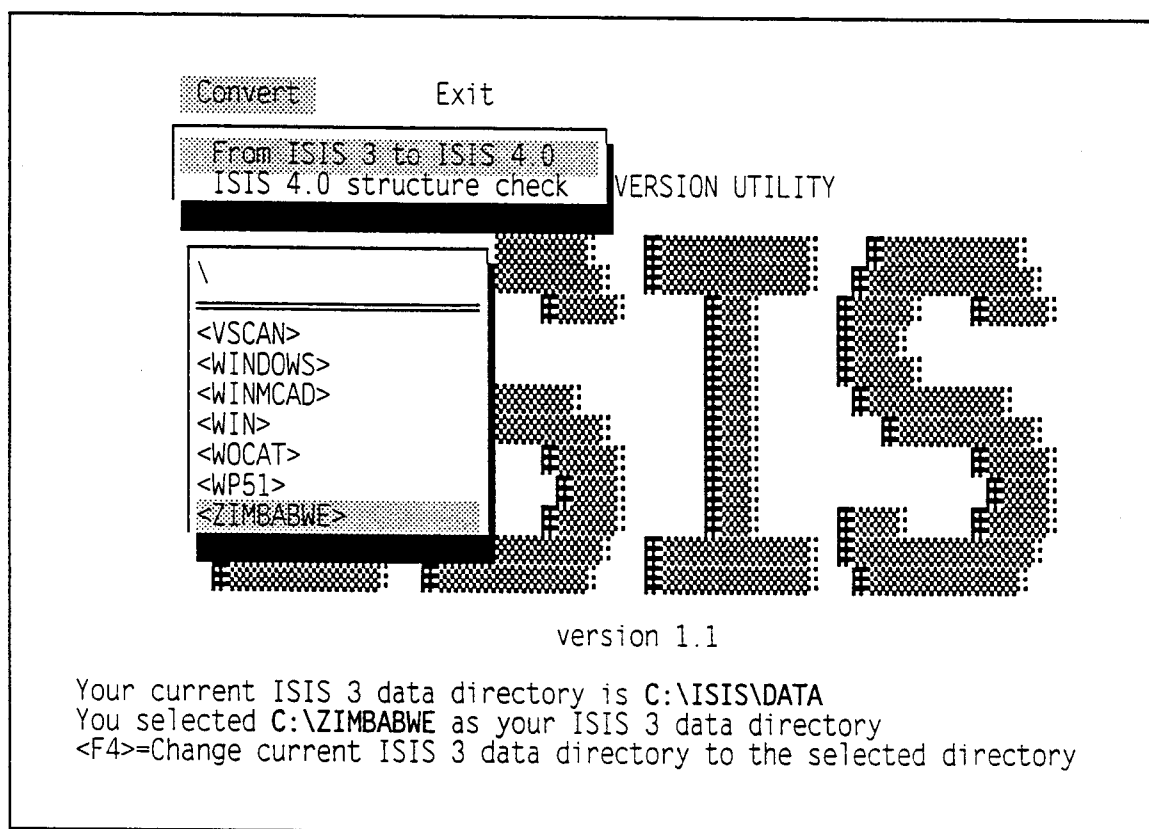 Convert Exit
From ISIS 3 to ISIS 4.0
ISIS 4.0 structure check VERSION UTILITY
\
<VSCAN>
<WINDOWS>
<WINMCAD>
<WIN>
<WOCAT>
<WP51>
<ZIMBABWE>
ISIS
version 1.1
Your current ISIS 3 data directory is C:\ISIS\DATA
You selected C:\ZIMBABWE as your ISIS 3 data directory
<F4>=Change current ISIS 3 data directory to the selected directory